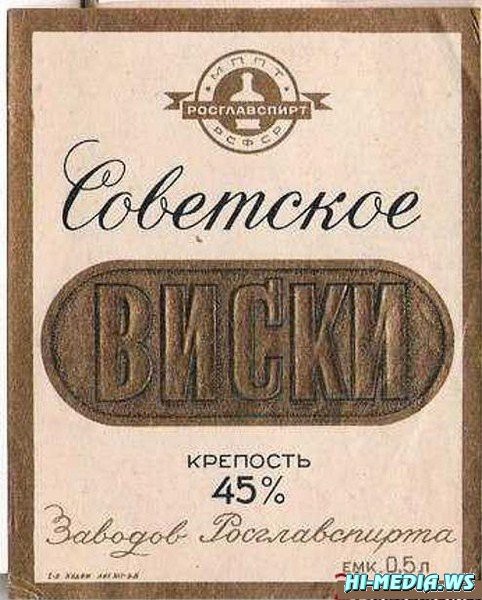 МППТ
РОСГЛАВСПИРТ
РСФСР
Советское
ВИСКИ
КРЕПОСТЬ
45%
Заводов Росглавспирта
ЕМК. 0,5 л
HI-MEDIA.WS